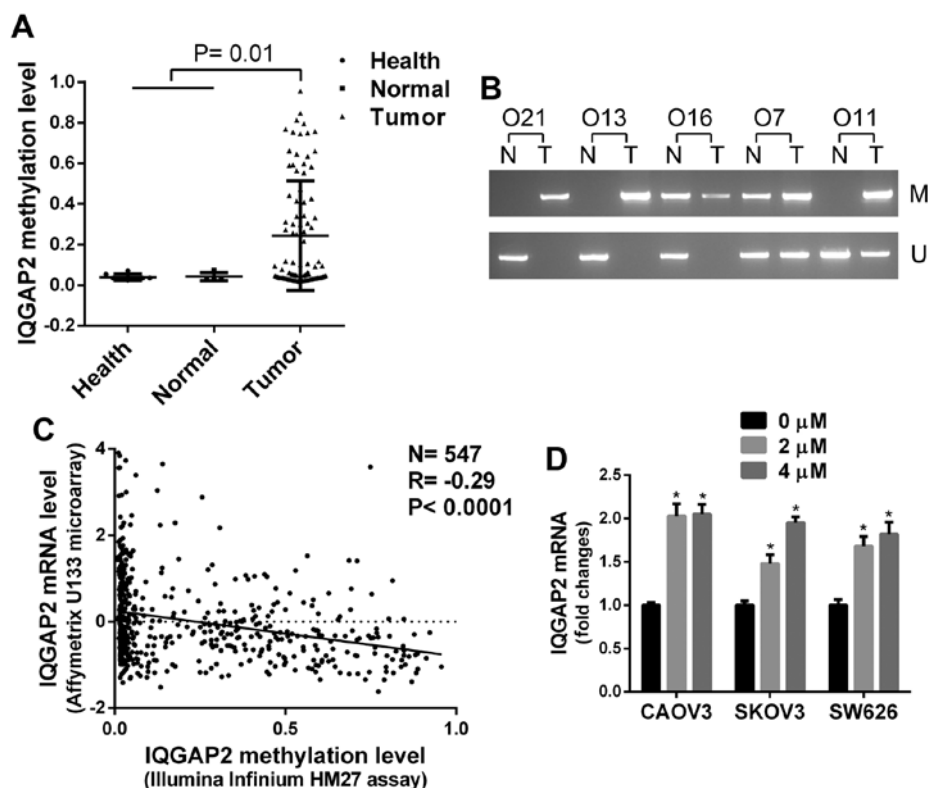 A
P= 0.01
Health
Normal
Tumor
IQGAP2 methylation level
1.0
0.8
0.6
0.4
0.2
0.0
-0.2
Health
Normal
Tumor
B
O21 O13 O16 O7 O11
N T N T N T N T N T
M
U
C
N= 547
R= -0.29
P< 0.0001
IQGAP2 mRNA level
(Affymetrix U133 microarray)
4
2
0
-2
0.0 0.5 1.0
IQGAP2 methylation level
(Illumina Infinium HM27 assay)
D
0 μM
2 μM
4 μM
IQGAP2 mRNA
(fold changes)
2.5
2.0
1.5
1.0
0.5
0.0
* * * * * *
CAOV3 SKOV3 SW626